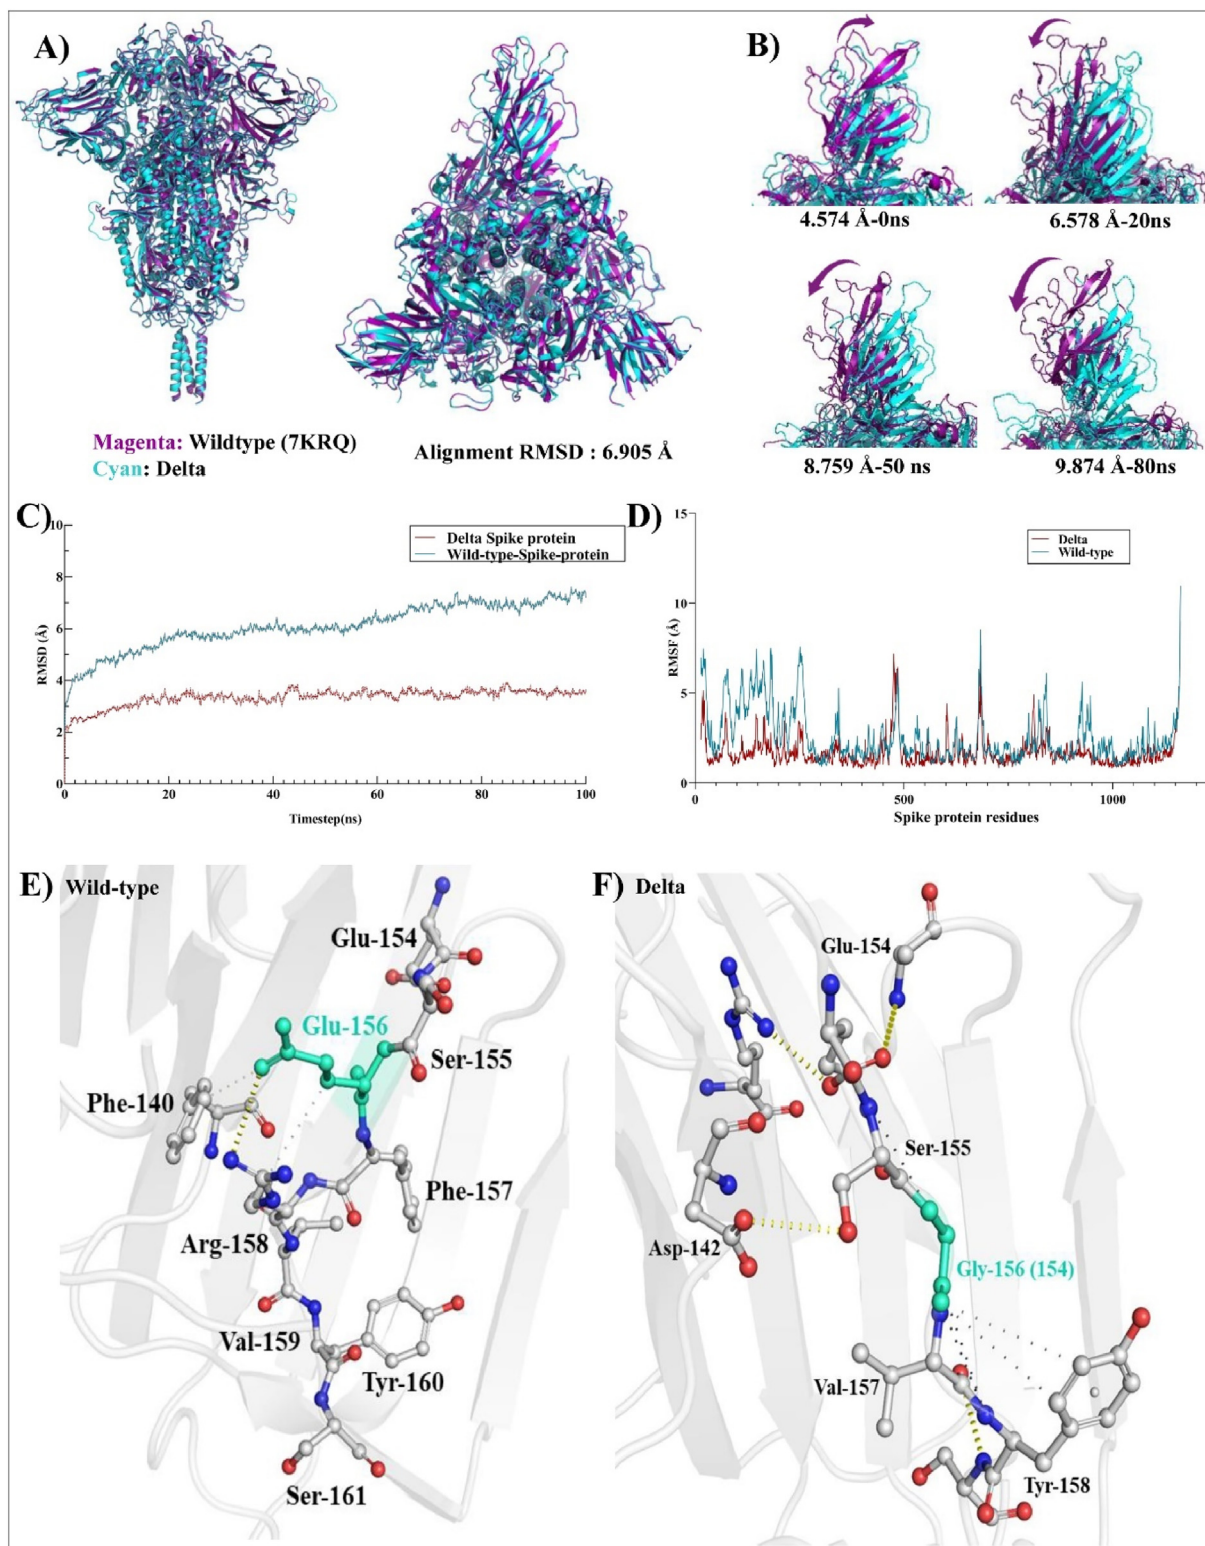 A)
B)
4.574 Å-0ns
6.578 Å-20ns
8.759 Å-50 ns
9.874 Å-80ns
Magenta: Wildtype (7KRQ)
Cyan: Delta
Alignment RMSD : 6.905 Å
C)
Delta Spike protein
Wild-type-Spike-protein
RMSD (Å)
10
8
6
4
2
0
0
20
40
60
80
100
Timestep(ns)
D)
Delta
Wild-type
RMSF (Å)
15
10
5
0
0
500
1000
Spike protein residues
E) Wild-type
Glu-154
Glu-156
Ser-155
Phe-140
Phe-157
Arg-158
Val-159
Tyr-160
Ser-161
F) Delta
Glu-154
Ser-155
Asp-142
Gly-156 (154)
Val-157
Tyr-158